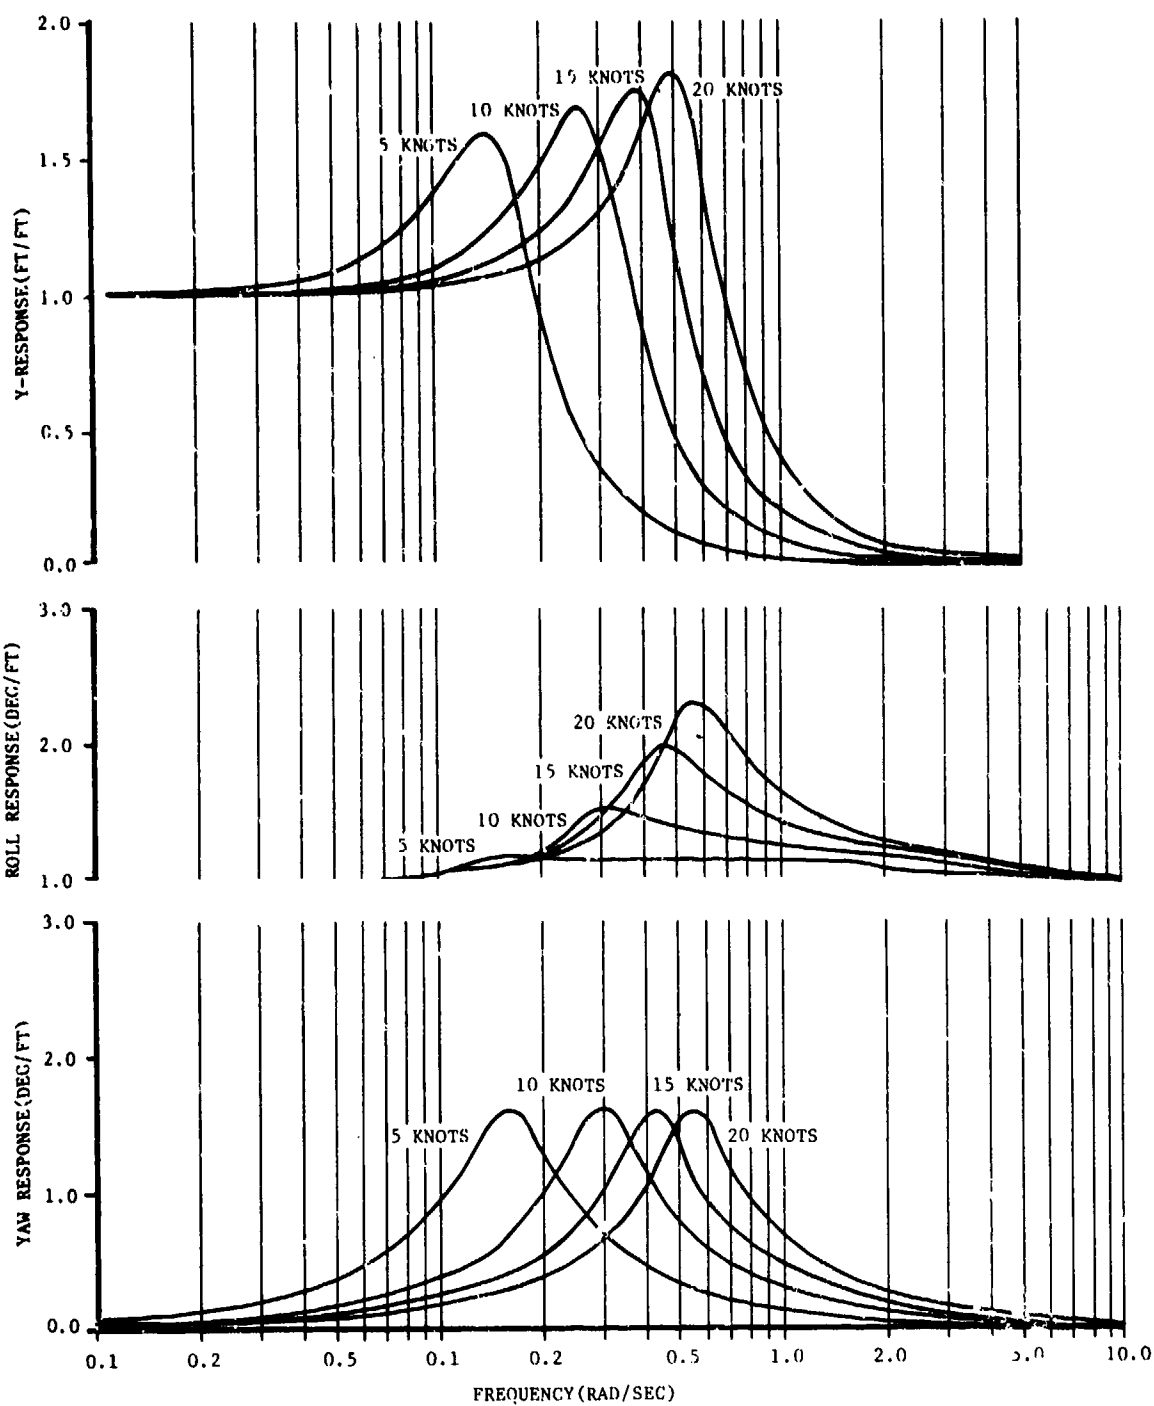 2.0
15 KNOTS
20 KNOTS
10 KNOTS
5 KNOTS
1.5
Y-RESPONSE(FT/FT)
1.0
0.5
0.0
3.0
ROLL RESPONSE(DEG/FT)
20 KNOTS
2.0
15 KNOTS
10 KNOTS
5 KNOTS
1.0
3.0
YAW RESPONSE(DEG/FT)
2.0
10 KNOTS 15 KNOTS
5 KNOTS 20 KNOTS
1.0
0.0
0.1 0.2 0.5 0.1 0.2 0.5 1.0 2.0 5.0 10.0
FREQUENCY(RAD/SEC)